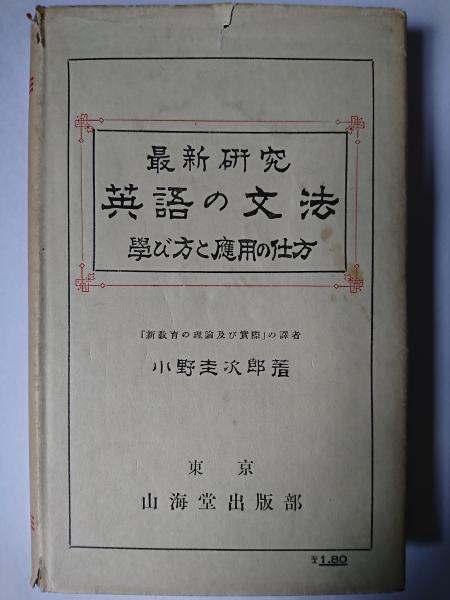 最新研究
英語の文法
學び方と應用の仕方
『新敎育の理論及び實際』の譯者
小野圭次郎著
東京
山海堂出版部
1.80